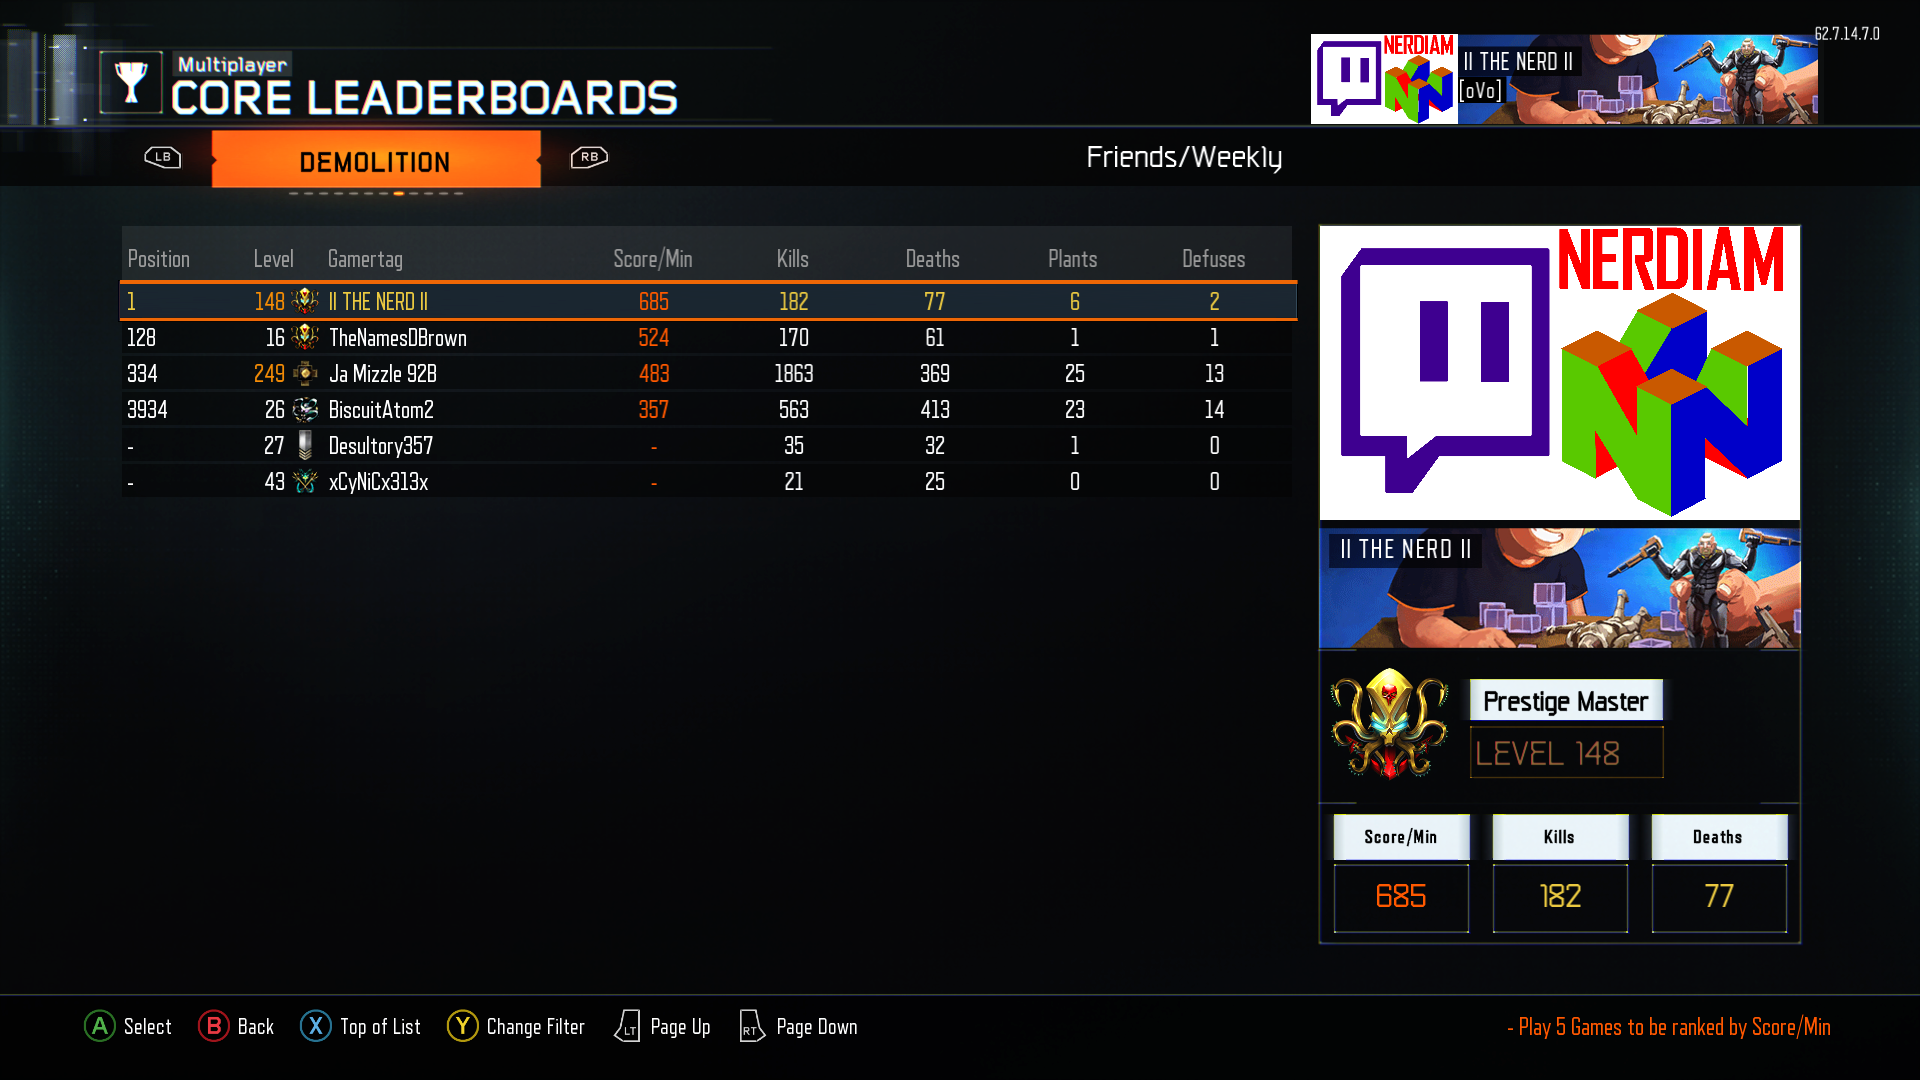 62.7.14.7.0
Multiplayer
CORE LEADERBOARDS
NERDIAM
II THE NERD II
[oVo]
LB
DEMOLITION
RB
Friends/Weekly
Position Level Gamertag Score/Min Kills Deaths Plants Defuses
1 148 II THE NERD II 685 182 77 6 2
128 16 TheNamesDBrown 524 170 61 1 1
334 249 Ja Mizzle 92B 483 1863 369 25 13
3934 26 BiscuitAtom2 357 563 413 23 14
- 27 Desultory357 - 35 32 1 0
- 43 xCyNiCx313x - 21 25 0 0
NERDIAM
II THE NERD II
Prestige Master
LEVEL 148
Score/Min Kills Deaths
685 182 77
A Select B Back X Top of List Y Change Filter LT Page Up RT Page Down
- Play 5 Games to be ranked by Score/Min